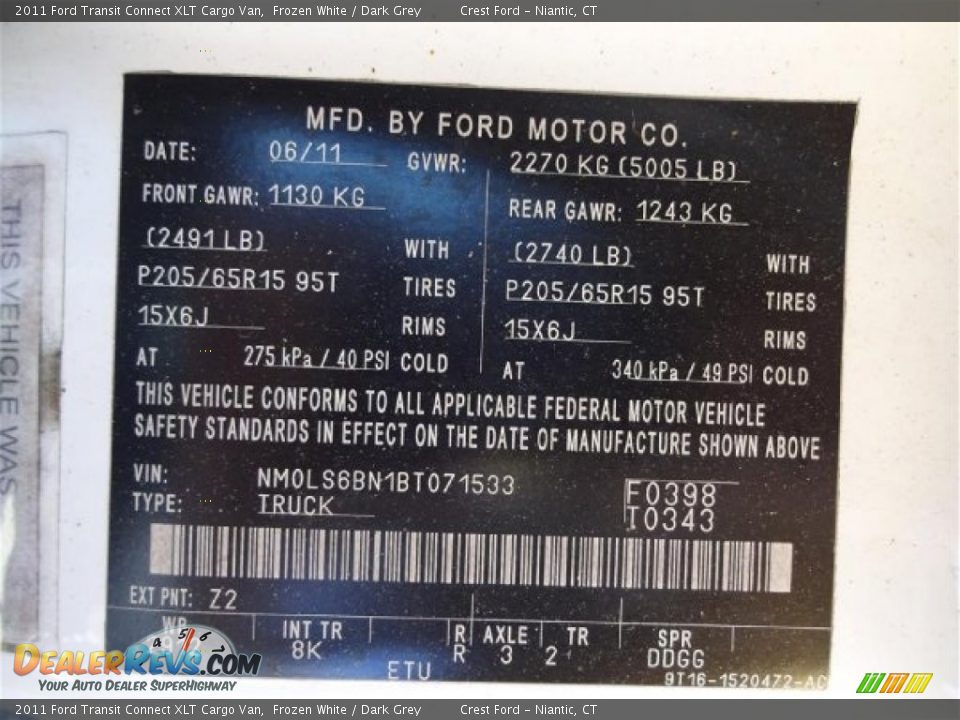 2011 Ford Transit Connect XLT Cargo Van, Frozen White / Dark Grey Crest Ford - Niantic, CT
THIS VEHICLE WAS
MFD. BY FORD MOTOR CO.
DATE: 06/11 GVWR: 2270 KG (5005 LB)
FRONT GAWR: 1130 KG REAR GAWR: 1243 KG
(2491 LB) WITH (2740 LB) WITH
P205/65R15 95T TIRES P205/65R15 95T TIRES
15X6J RIMS 15X6J RIMS
AT 275 kPa / 40 PSI COLD AT 340 kPa / 49 PSI COLD
THIS VEHICLE CONFORMS TO ALL APPLICABLE FEDERAL MOTOR VEHICLE
SAFETY STANDARDS IN EFFECT ON THE DATE OF MANUFACTURE SHOWN ABOVE
VIN: NM0LS6BN1BT071533 F0398
TYPE: TRUCK T0343
EXT PNT: Z2
WB INT TR R AXLE TR SPR
8K R 3 2 DDGG
ETU 9T16-15204Z2-AC
4 5 6
DealerRevs.com
Your Auto Dealer SuperHighway
2011 Ford Transit Connect XLT Cargo Van, Frozen White / Dark Grey Crest Ford - Niantic, CT